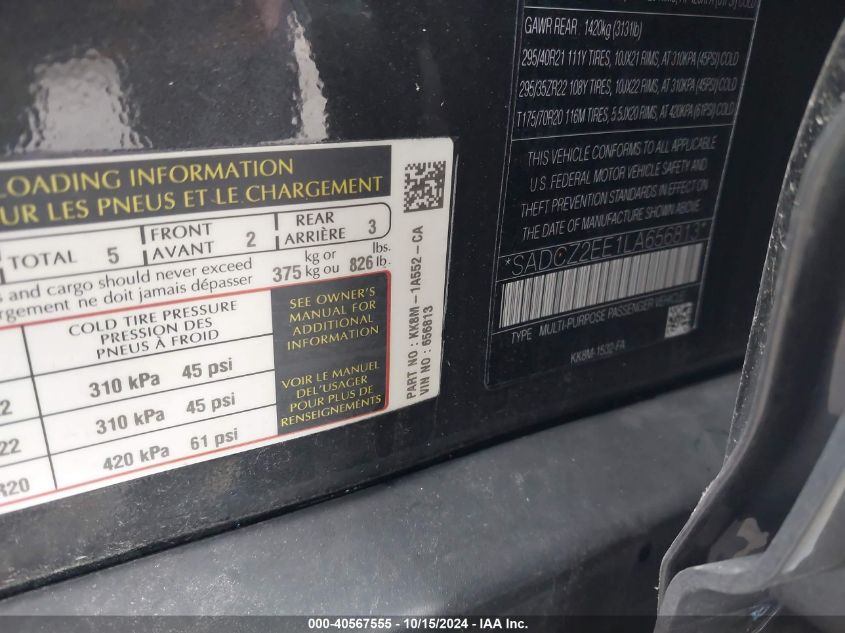 LOADING INFORMATION
UR LES PNEUS ET LE CHARGEMENT
TOTAL 5 FRONT AVANT 2 REAR ARRIÈRE 3
s and cargo should never exceed
rgement ne doit jamais dépasser
375 kg or kg ou 826 lbs. lb.
COLD TIRE PRESSURE
PRESSION DES
PNEUS À FROID
310 kPa 45 psi
22 310 kPa 45 psi
R20 420 kPa 61 psi
SEE OWNER'S
MANUAL FOR
ADDITIONAL
INFORMATION
VOIR LE MANUEL
DEL'USAGER
POUR PLUS DE
RENSEIGNEMENTS
PART NO : KK8M -1A552 - CA
VIN NO : 656813
GAWR REAR : 1420kg (3131lb)
295/40R21 111Y TIRES, 10JX21 RIMS, AT 310KPA (45PSI) COLD
295/35ZR22 108Y TIRES, 10JX22 RIMS, AT 310KPA (45PSI) COLD
T175/70R20 116M TIRES, 5.5JX20 RIMS, AT 420KPA (61PSI) COLD
THIS VEHICLE CONFORMS TO ALL APPLICABLE
U.S. FEDERAL MOTOR VEHICLE SAFETY AND
THEFT PREVENTION STANDARDS IN EFFECT ON
THE DATE OF MANUFACTURE SHOWN ABOVE.
*SADCZ2EE1LA656813*
TYPE MULTI-PURPOSE PASSENGER VEHICLE
KK8M-1532-FA
000-40567555 - 10/15/2024 - IAA Inc.